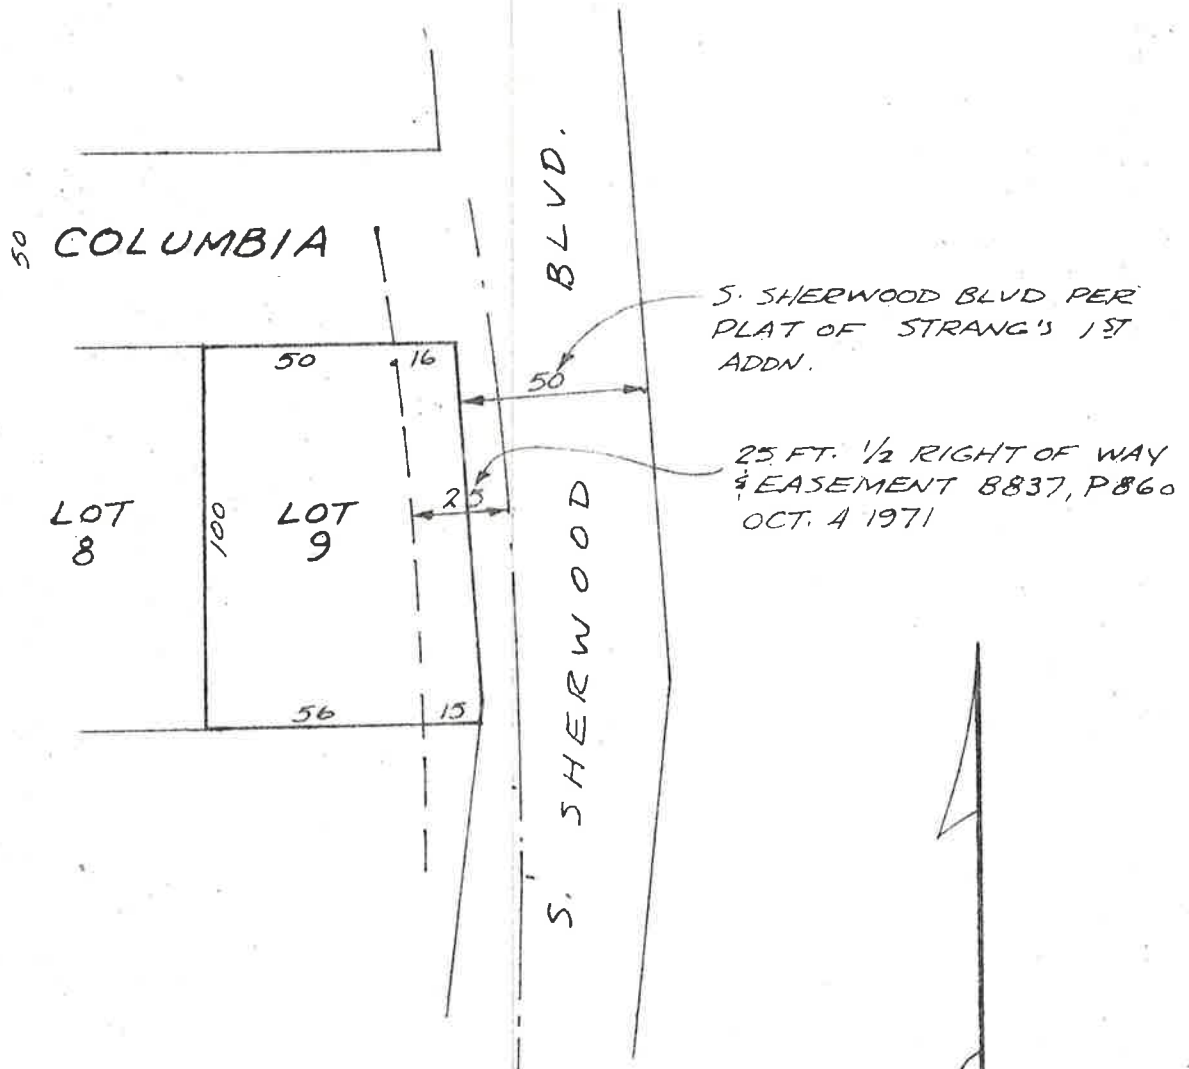 BLVD.
50
COLUMBIA
S. SHERWOOD BLVD PER
PLAT OF STRANG'S 1ST
ADDN.
50
16
50
25 FT. 1/2 RIGHT OF WAY
& EASEMENT B837, P860
OCT. 4 1971
25
LOT
8
100
LOT
9
S. SHERWOOD
56
15